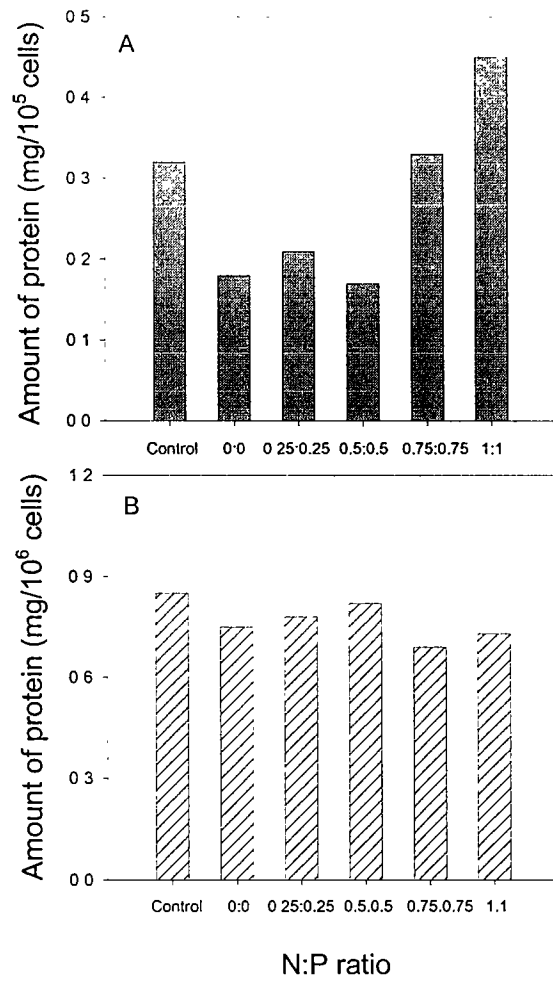 0 5
A
0 4
0 3
0 2
0 1
0 0
Amount of protein (mg/10⁵ cells)
Control 0:0 0 25:0.25 0.5:0.5 0.75:0.75 1:1
1 2
B
0 9
0 6
0 3
0 0
Amount of protein (mg/10⁶ cells)
Control 0:0 0 25:0.25 0.5:0.5 0.75.0.75 1.1
N:P ratio